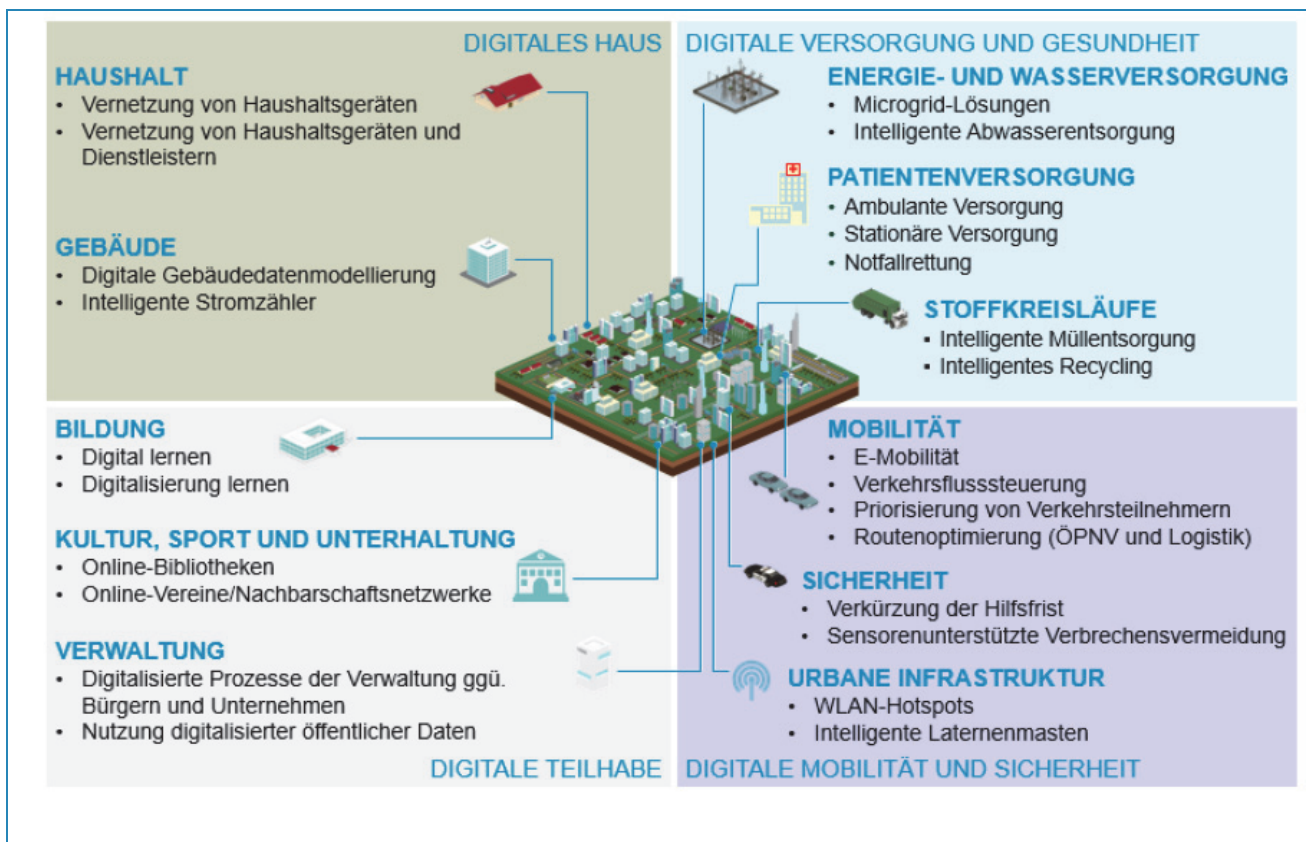 DIGITALES HAUS
HAUSHALT
• Vernetzung von Haushaltsgeräten
• Vernetzung von Haushaltsgeräten und
Dienstleistern
GEBÄUDE
• Digitale Gebäudedatenmodellierung
• Intelligente Stromzähler
DIGITALE VERSORGUNG UND GESUNDHEIT
ENERGIE- UND WASSERVERSORGUNG
• Microgrid-Lösungen
• Intelligente Abwasserentsorgung
PATIENTENVERSORGUNG
• Ambulante Versorgung
• Stationäre Versorgung
• Notfallrettung
STOFFKREISLÄUFE
▪ Intelligente Müllentsorgung
▪ Intelligentes Recycling
BILDUNG
• Digital lernen
• Digitalisierung lernen
KULTUR, SPORT UND UNTERHALTUNG
• Online-Bibliotheken
• Online-Vereine/Nachbarschaftsnetzwerke
VERWALTUNG
• Digitalisierte Prozesse der Verwaltung ggü.
Bürgern und Unternehmen
• Nutzung digitalisierter öffentlicher Daten
DIGITALE TEILHABE
MOBILITÄT
• E-Mobilität
• Verkehrsflusssteuerung
• Priorisierung von Verkehrsteilnehmern
• Routenoptimierung (ÖPNV und Logistik)
SICHERHEIT
• Verkürzung der Hilfsfrist
• Sensorenunterstützte Verbrechensvermeidung
URBANE INFRASTRUKTUR
• WLAN-Hotspots
• Intelligente Laternenmasten
DIGITALE MOBILITÄT UND SICHERHEIT